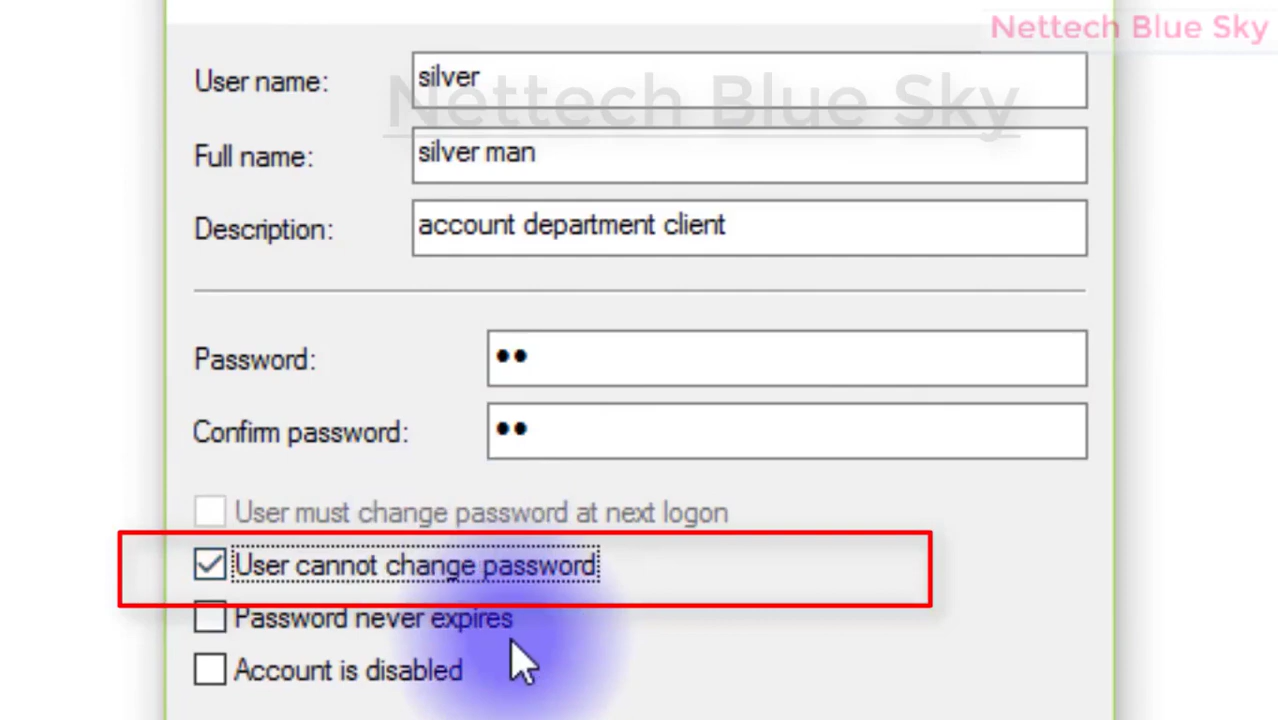 Nettech Blue Sky
User name: silver
Nettech Blue Sky
Full name: silver man
Description: account department client
Password: ●●
Confirm password: ●●
User must change password at next logon
User cannot change password
Password never expires
Account is disabled